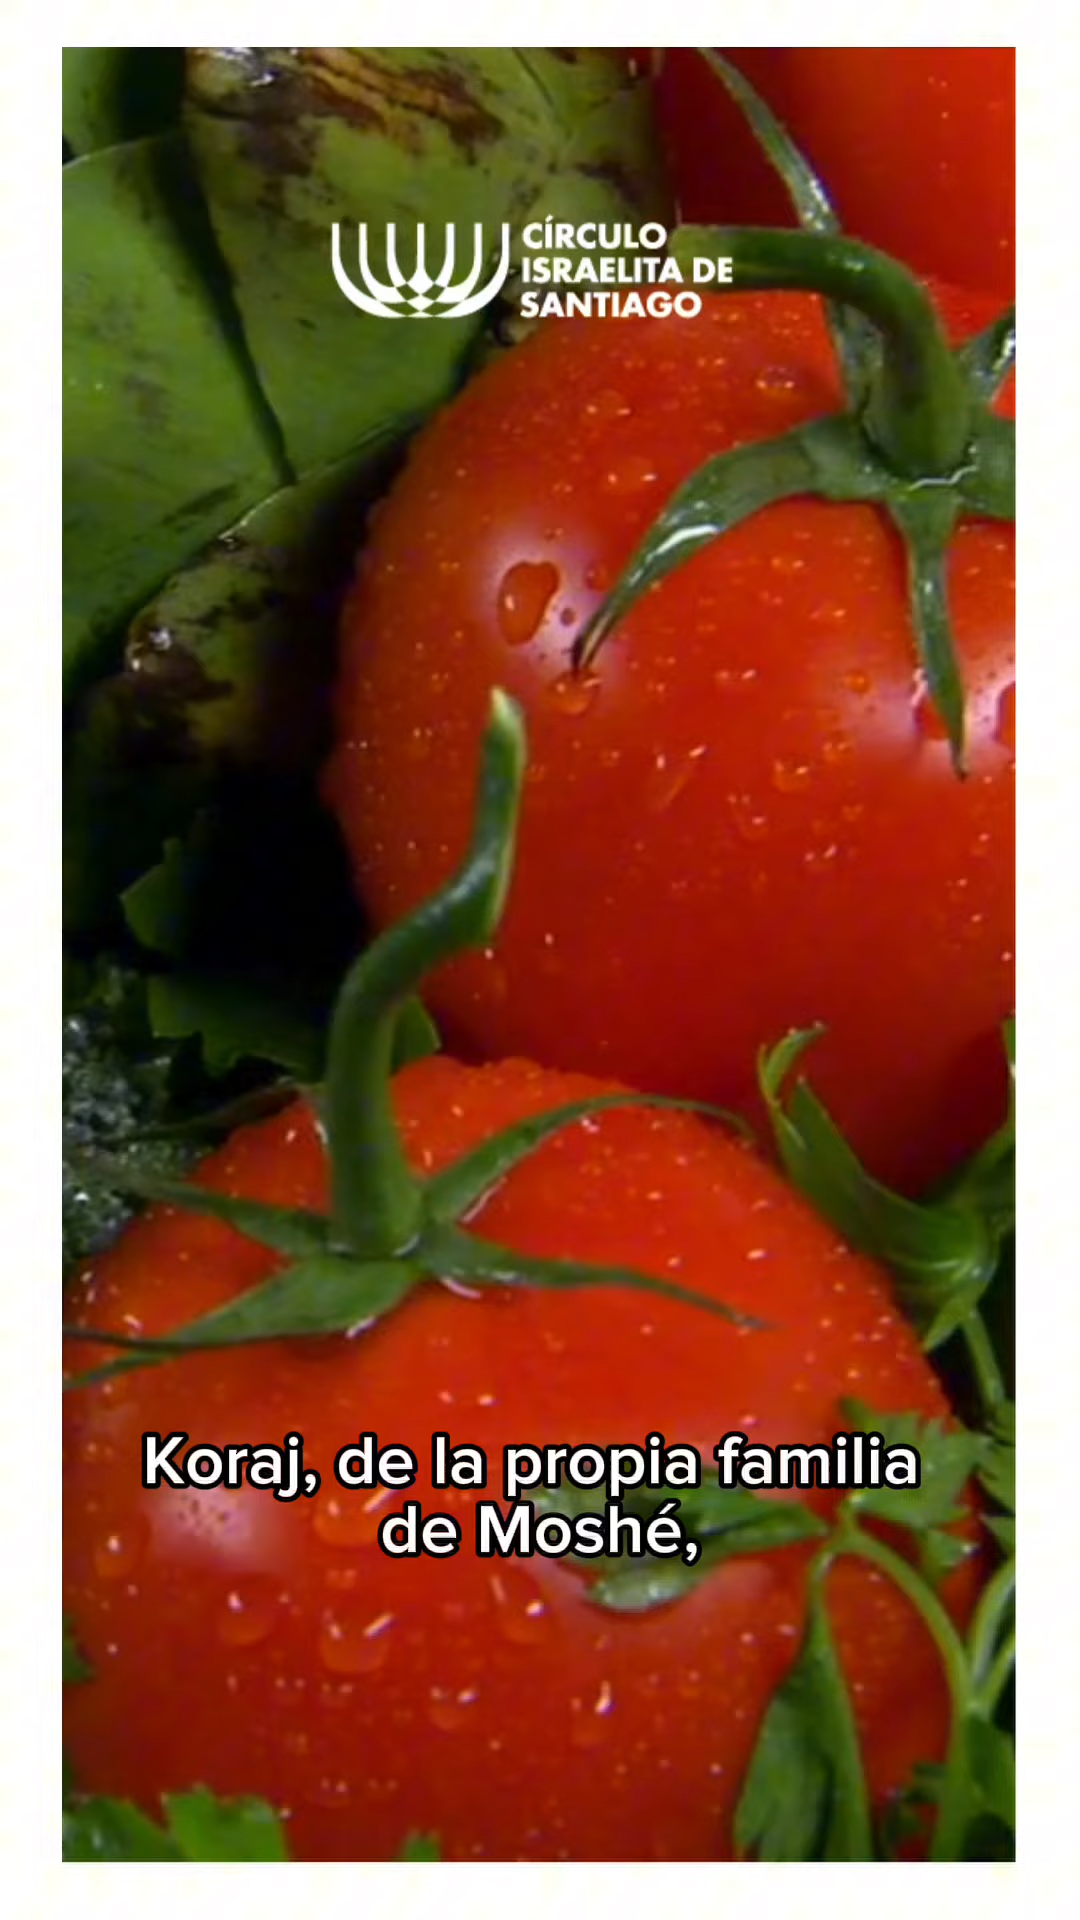 CÍRCULO
ISRAELITA DE
SANTIAGO
Koraj, de la propia familia
de Moshé,